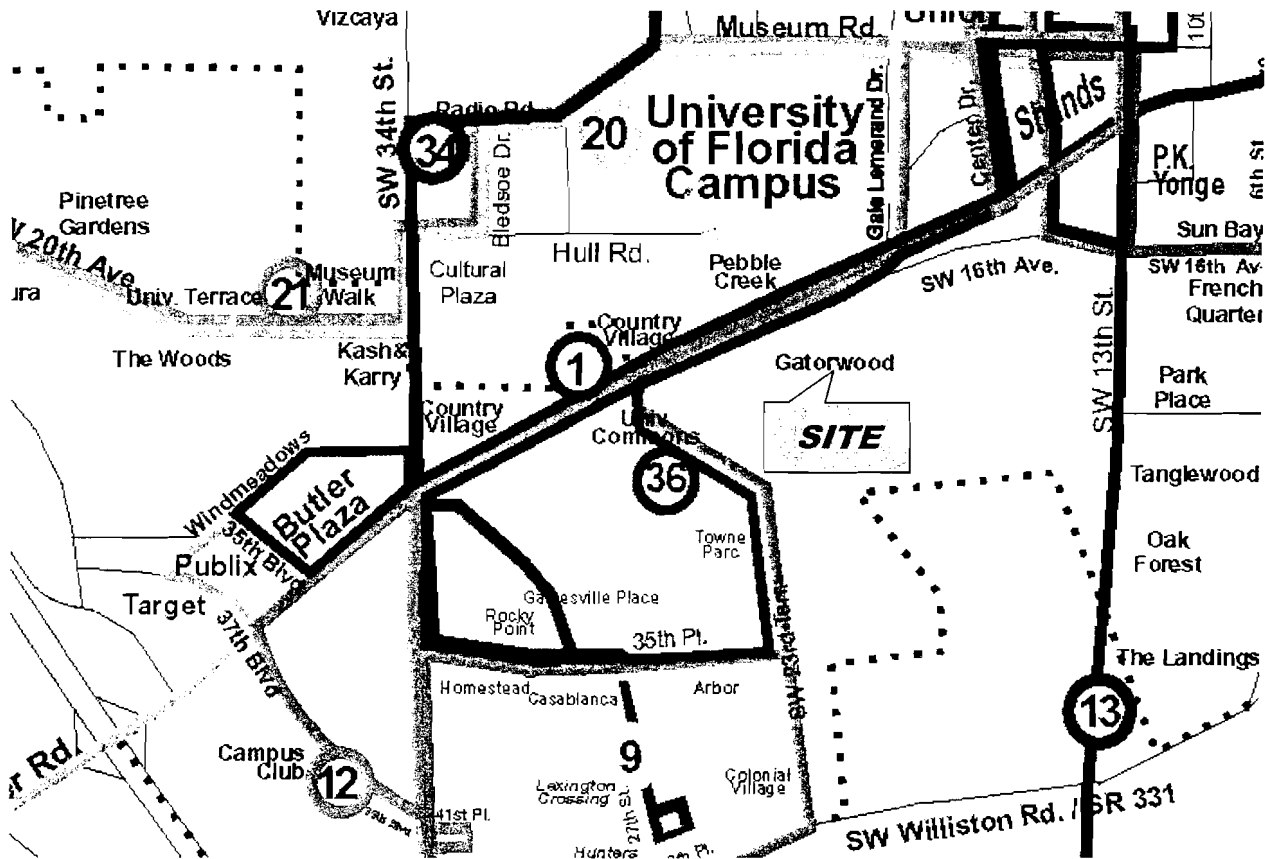 Vizcaya
Museum Rd.
10t
SW 34th St.
Radio Rd.
34
Bledsoe Dr.
20
University
of Florida
Campus
Gale Lemerand Dr.
Center Dr.
P.K.
Yonge
6th St
Pinetree
Gardens
20th Ave
ura
Univ. Terrace
21
Museum
Walk
Cultural
Plaza
Hull Rd.
Pebble
Creek
SW 16th Ave.
Sun Bay
SW 16th Av
French
Quarter
The Woods
Kash&
Karry
Country
Village
1
Country
Village
Univ.
Commons
36
Gatorwood
SITE
SW 13th St.
Park
Place
Tanglewood
Windmeadows
Butler
Plaza
35th Blvd
Publix
Target
37th Blvd
Towne
Parc
Oak
Forest
Gainesville Place
Rocky
Point
35th Pl.
SW 23rd Terr.
The Landings
Homestead
Casablanca
Arbor
13
er Rd.
Campus
Club
12
9
Lexington
Crossing
27th St.
Colonial
Village
41st Pl.
Hunters
SW Williston Rd. / SR 331